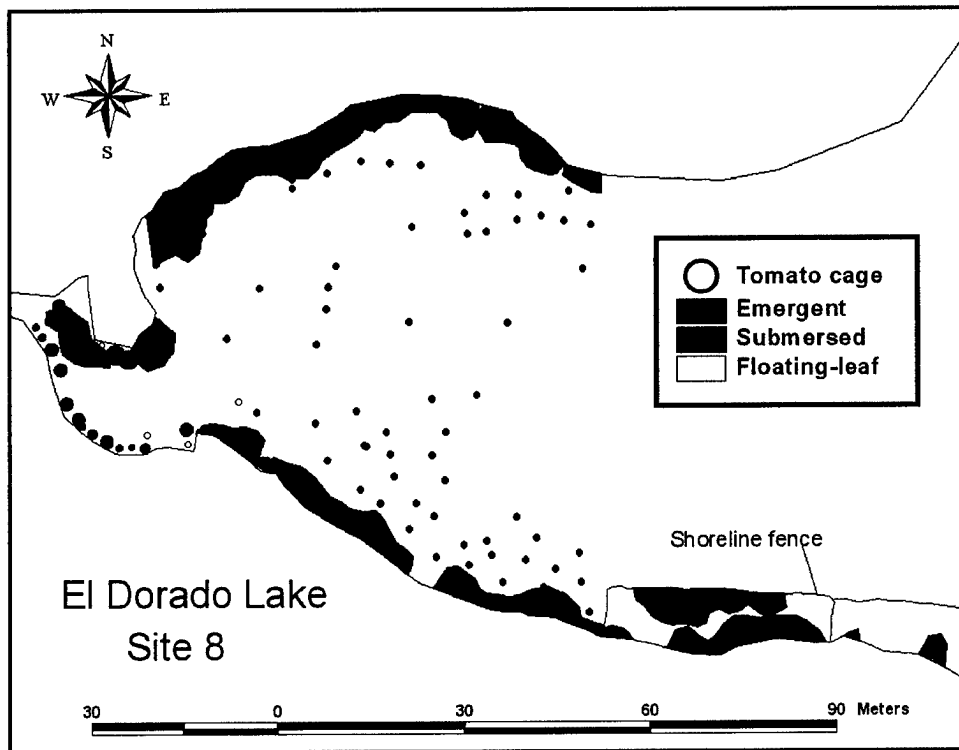 N
W E
S
Tomato cage
Emergent
Submersed
Floating-leaf
Shoreline fence
El Dorado Lake
Site 8
30 0 30 60 90 Meters